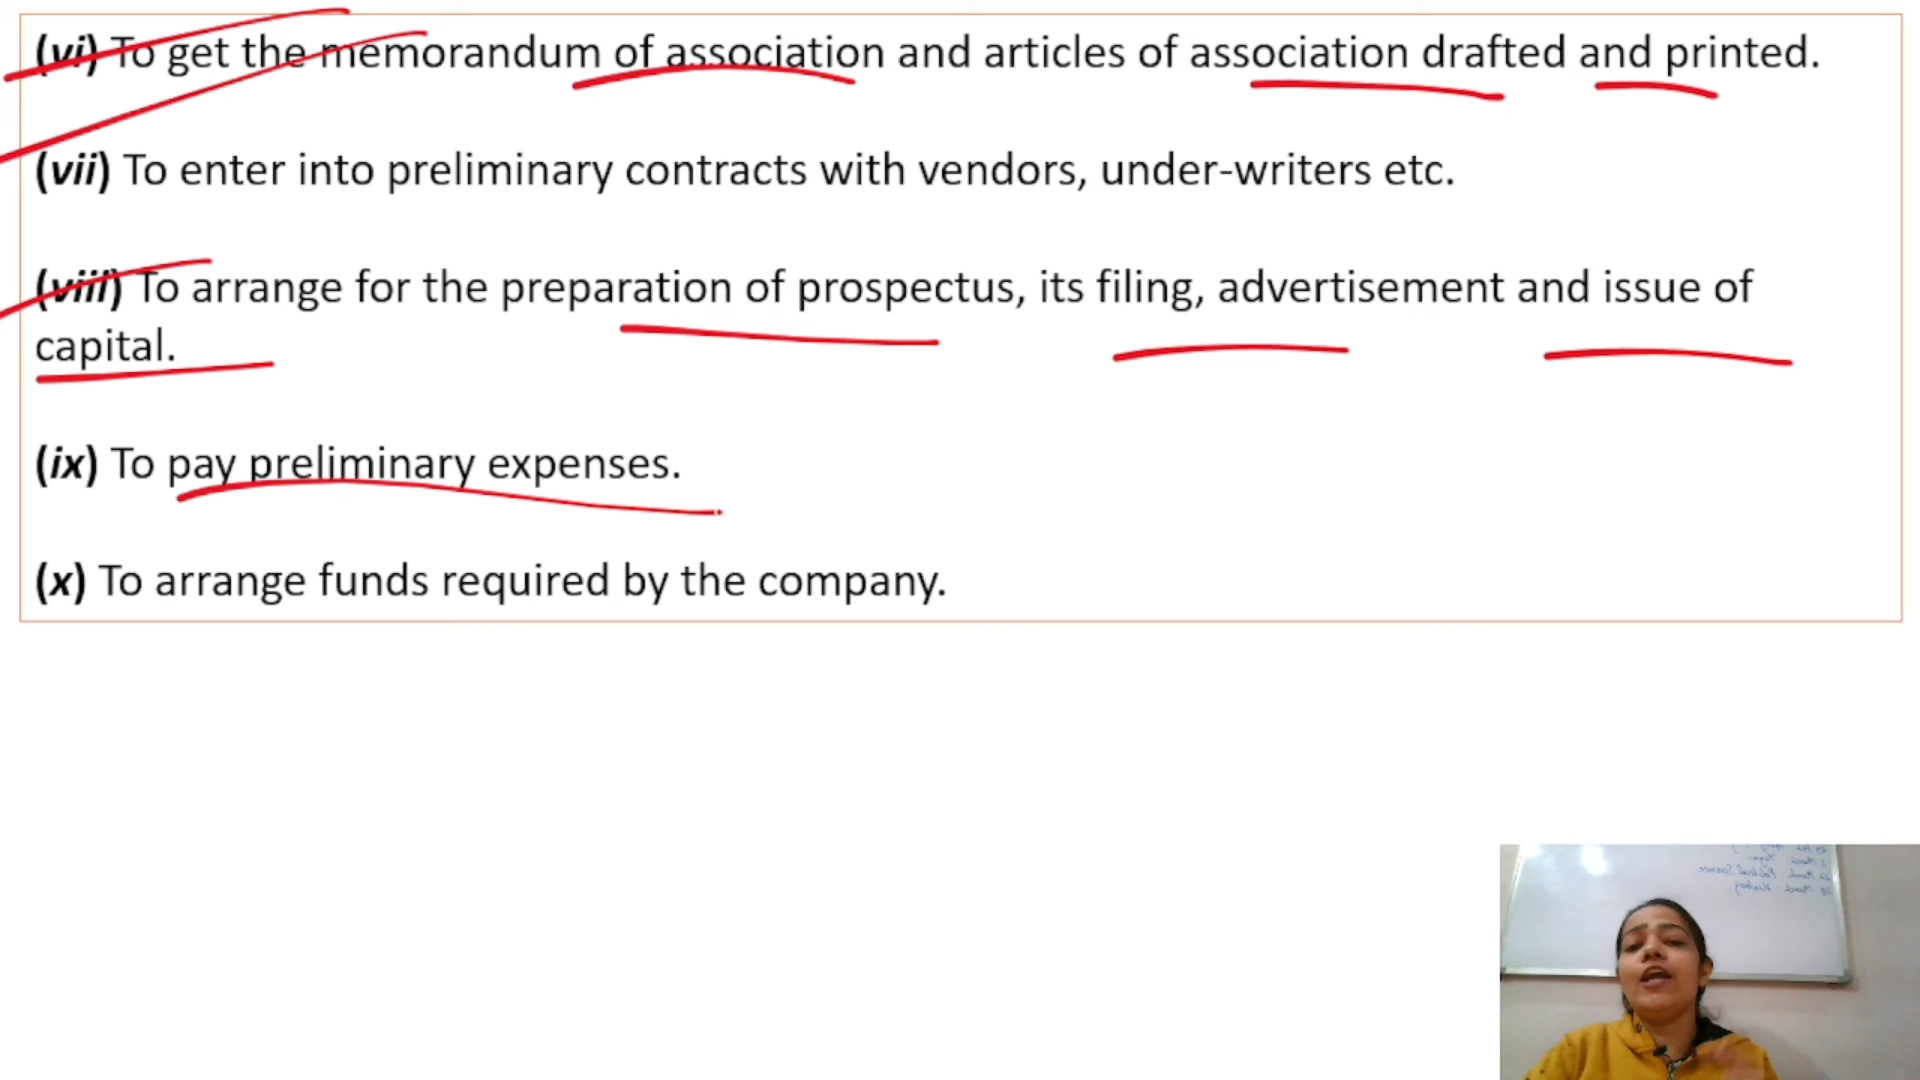 (vi) To get the memorandum of association and articles of association drafted and printed.
(vii) To enter into preliminary contracts with vendors, under-writers etc.
(viii) To arrange for the preparation of prospectus, its filing, advertisement and issue of
capital.
(ix) To pay preliminary expenses.
(x) To arrange funds required by the company.
Political Science